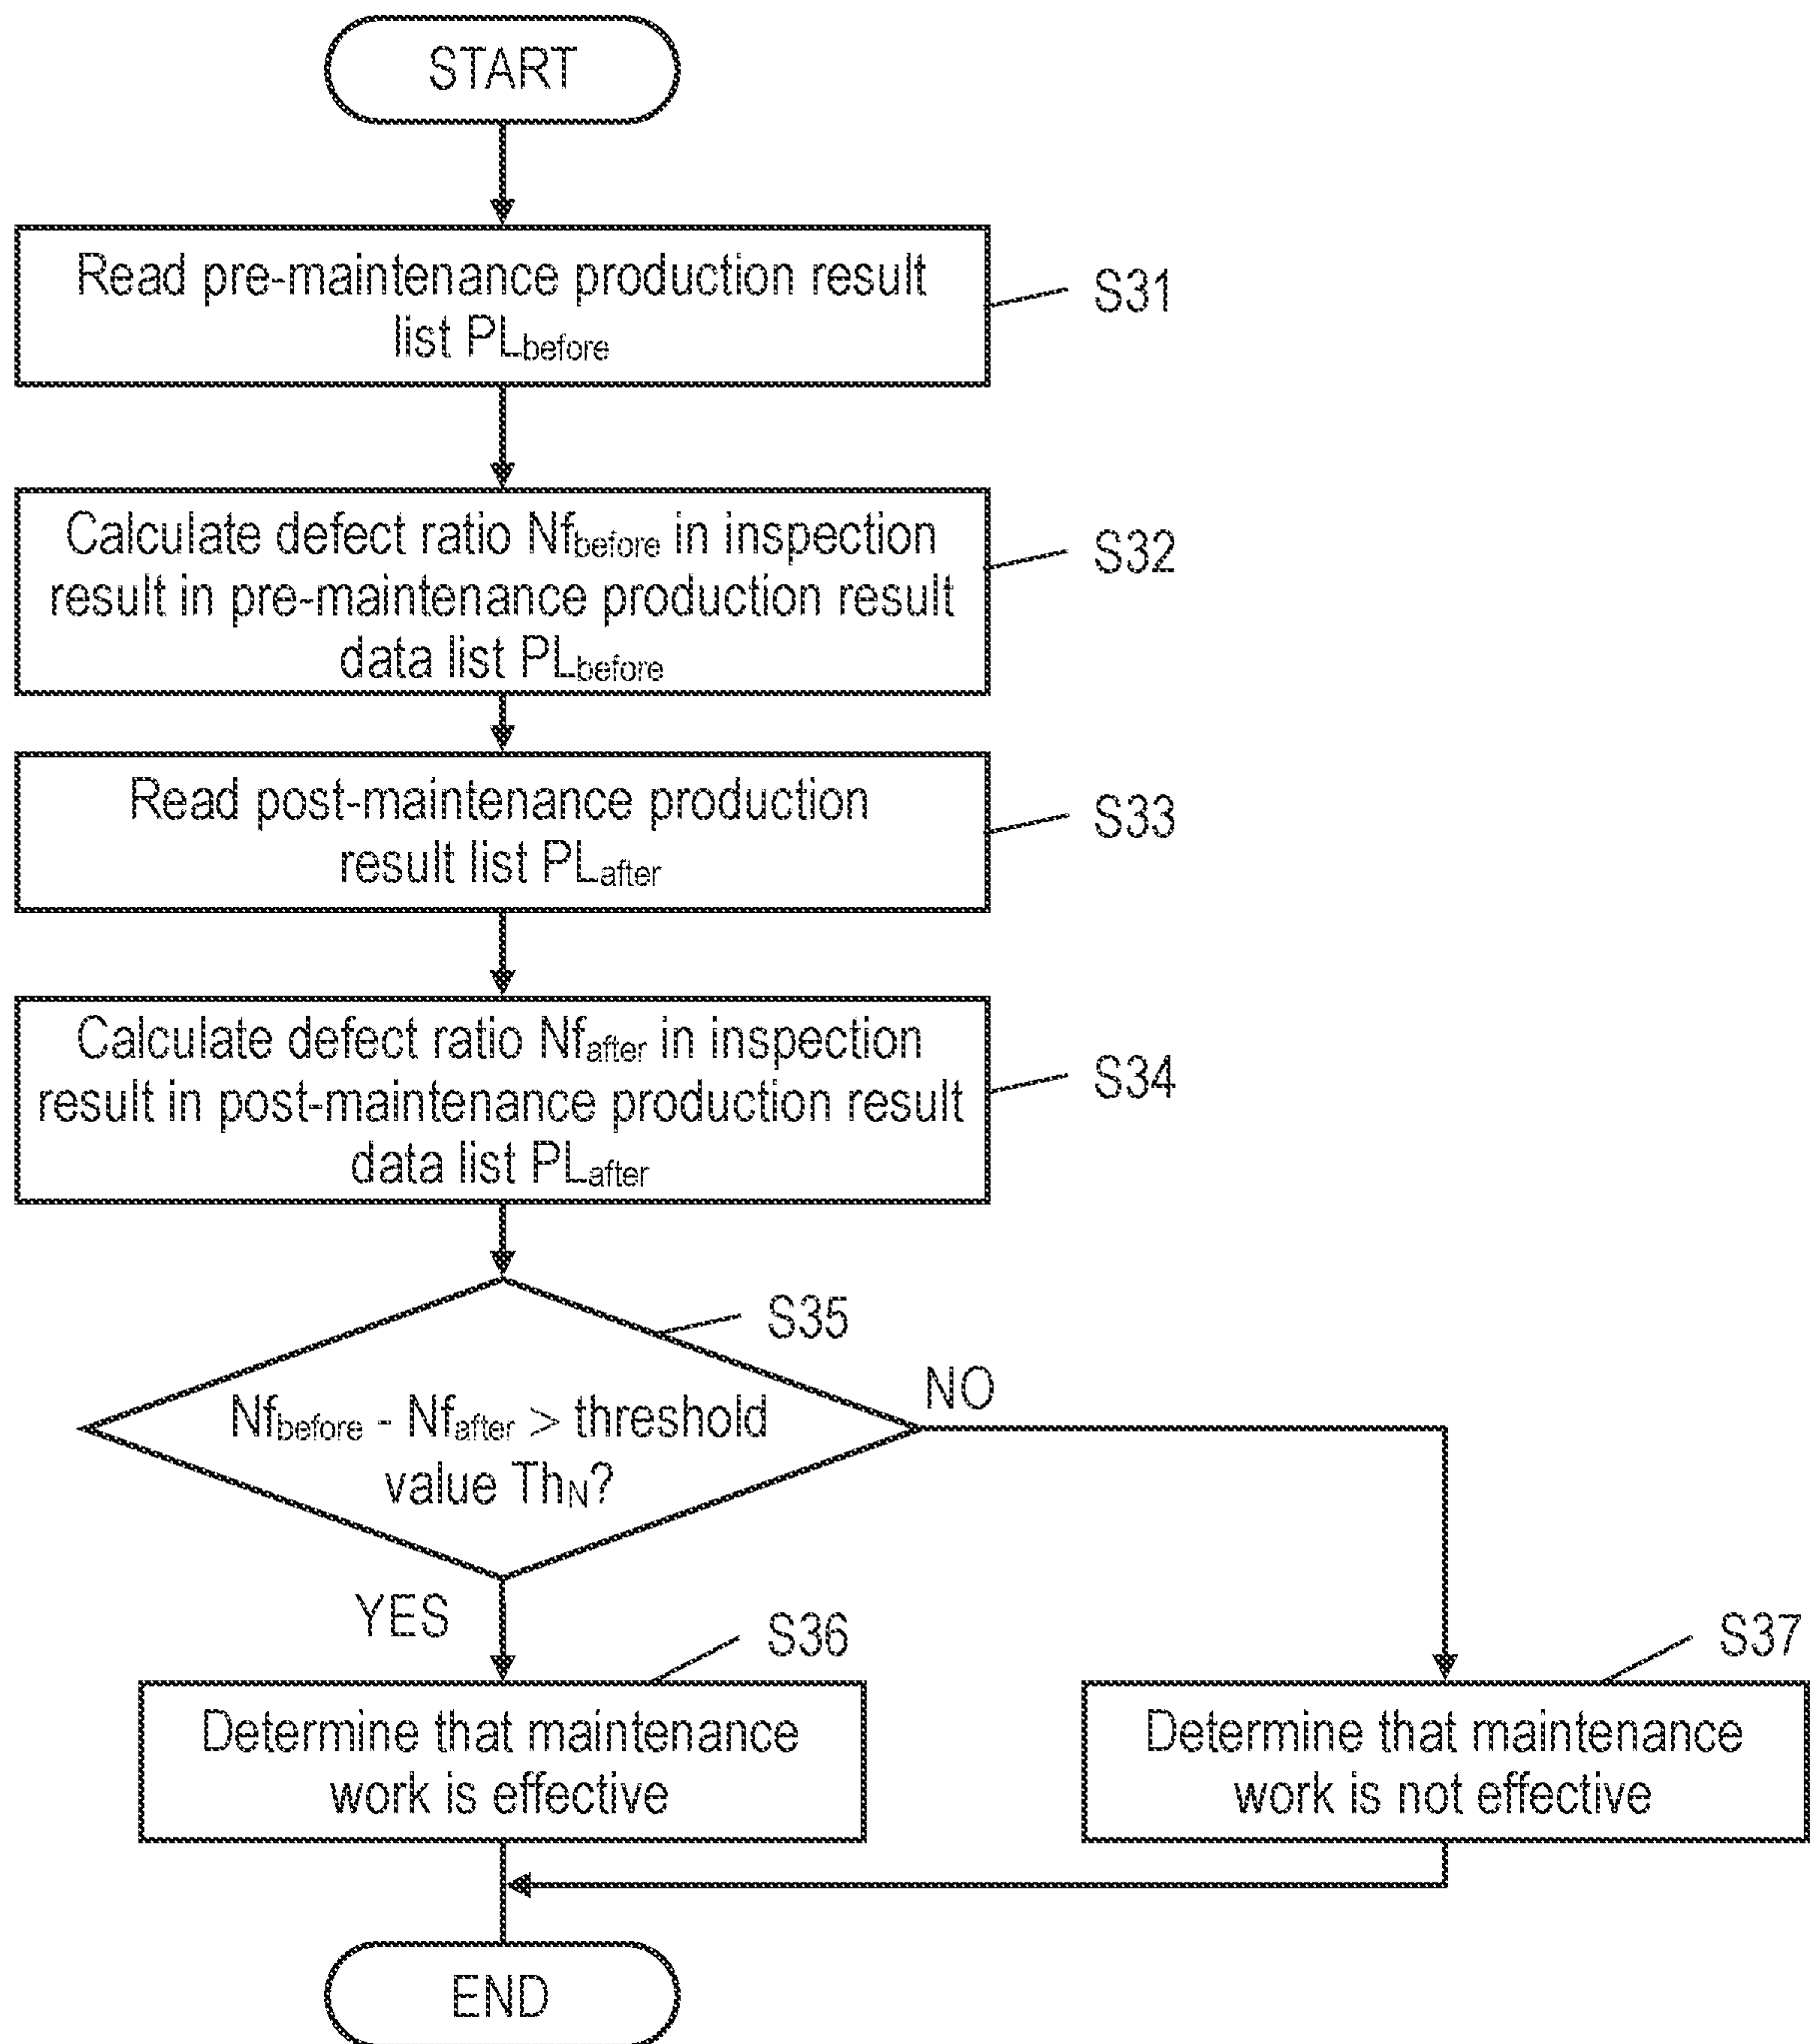 START
Read pre-maintenance production result
list PLbefore
S31
Calculate defect ratio Nfbefore in inspection
result in pre-maintenance production result
data list PLbefore
S32
Read post-maintenance production
result list PLafter
S33
Calculate defect ratio Nfafter in inspection
result in post-maintenance production result
data list PLafter
S34
S35
Nfbefore - Nfafter > threshold
value ThN?
NO
YES
S36
Determine that maintenance
work is effective
S37
Determine that maintenance
work is not effective
END